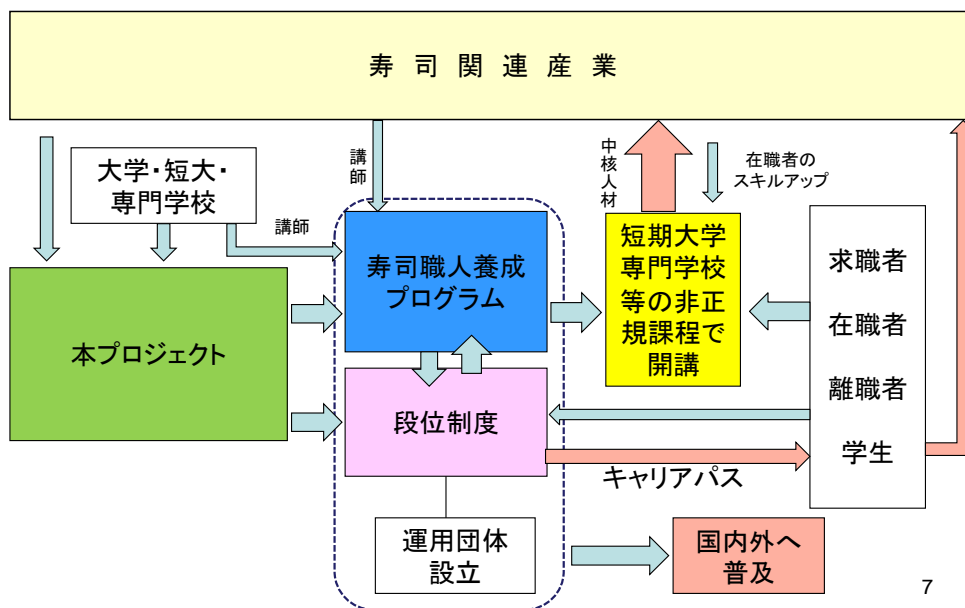 寿司関連産業
大学・短大・
専門学校
講師
講師
中核人材
在職者の
スキルアップ
本プロジェクト
寿司職人養成
プログラム
短期大学
専門学校
等の非正
規課程で
開講
求職者
在職者
離職者
学生
段位制度
キャリアパス
運用団体
設立
国内外へ
普及
7